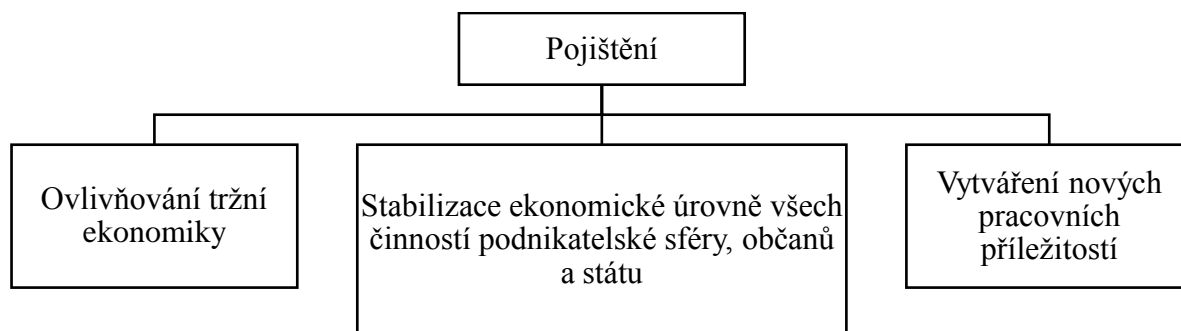 Pojištění
Ovlivňování tržní
ekonomiky
Stabilizace ekonomické úrovně všech
činností podnikatelské sféry, občanů
a státu
Vytváření nových
pracovních
příležitostí